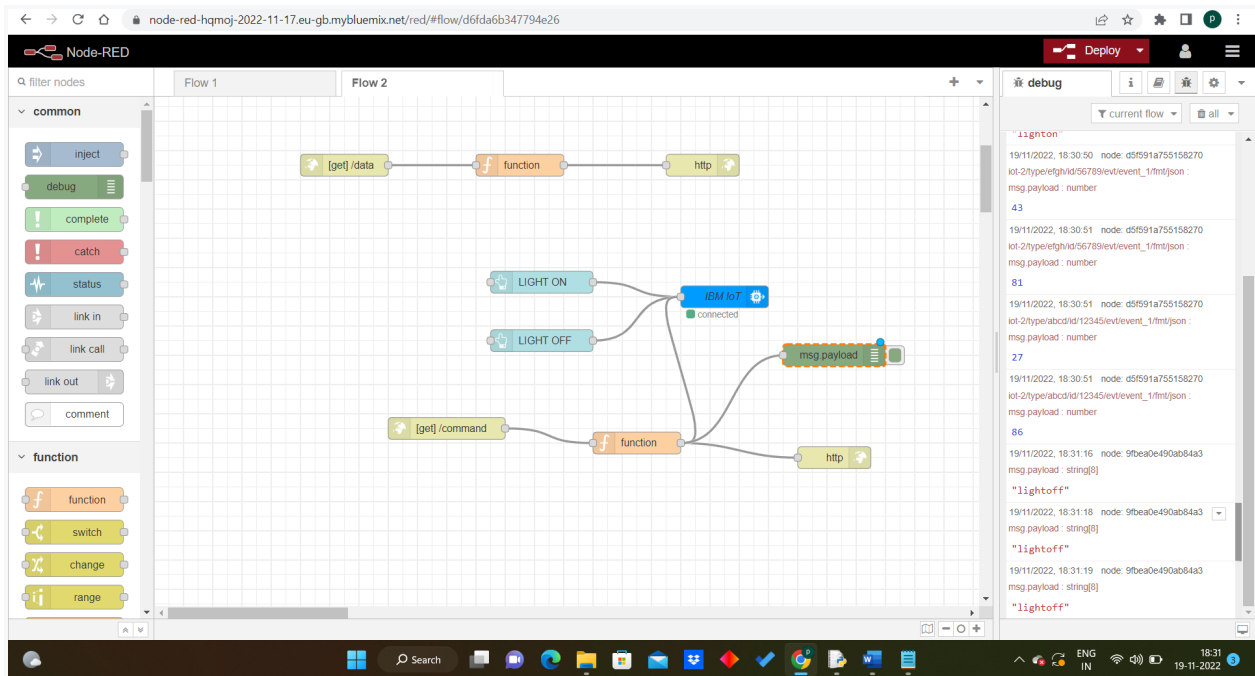 node-red-hqmoj-2022-11-17.eu-gb.mybluemix.net/red/#flow/d6fda6b347794e26
P
Node-RED
Deploy
filter nodes
Flow 1
Flow 2
debug
i
current flow
all
common
inject
debug
complete
catch
status
link in
link call
link out
comment
function
function
switch
change
range
[get] /data
function
http
LIGHT ON
LIGHT OFF
IBM IoT
connected
msg.payload
[get] /command
function
http
"lighton"
19/11/2022, 18:30:50 node: d5f591a755158270
iot-2/type/efgh/id/56789/evt/event_1/fmt/json :
msg.payload : number
43
19/11/2022, 18:30:51 node: d5f591a755158270
iot-2/type/efgh/id/56789/evt/event_1/fmt/json :
msg.payload : number
81
19/11/2022, 18:30:51 node: d5f591a755158270
iot-2/type/abcd/id/12345/evt/event_1/fmt/json :
msg.payload : number
27
19/11/2022, 18:30:51 node: d5f591a755158270
iot-2/type/abcd/id/12345/evt/event_1/fmt/json :
msg.payload : number
86
19/11/2022, 18:31:16 node: 9fbea0e490ab84a3
msg.payload : string[8]
"lightoff"
19/11/2022, 18:31:18 node: 9fbea0e490ab84a3
msg.payload : string[8]
"lightoff"
19/11/2022, 18:31:19 node: 9fbea0e490ab84a3
msg.payload : string[8]
"lightoff"
Search
ENG
IN
18:31
19-11-2022
3